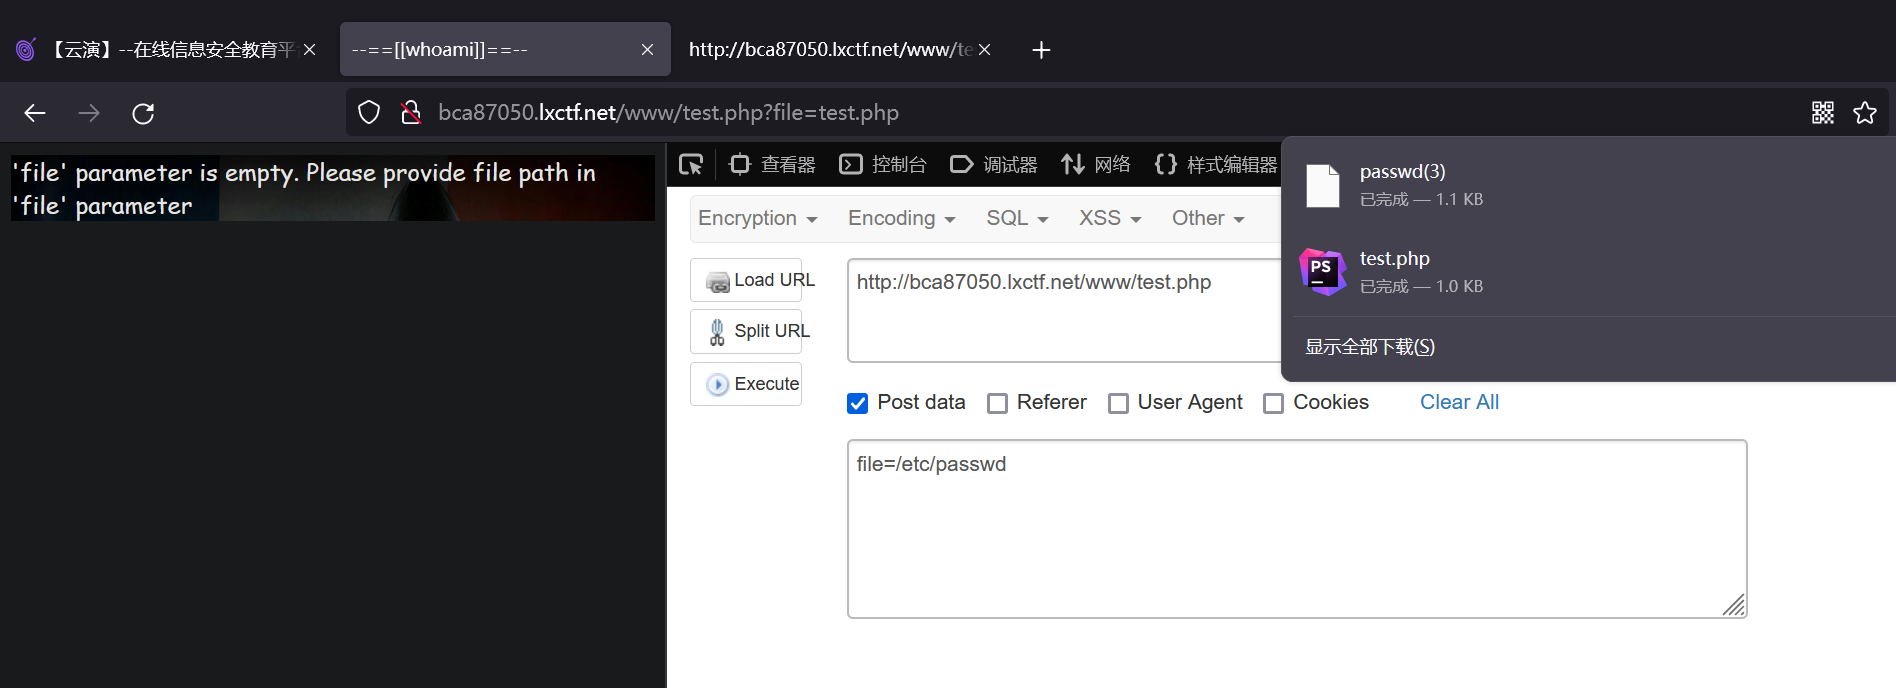 【云演】--在线信息安全教育平
--==[[whoami]]==--
http://bca87050.lxctf.net/www/te
bca87050.lxctf.net/www/test.php?file=test.php
'file' parameter is empty. Please provide file path in
'file' parameter
查看器
控制台
调试器
网络
样式编辑器
Encryption
Encoding
SQL
XSS
Other
Load URL
Split URL
Execute
http://bca87050.lxctf.net/www/test.php
Post data
Referer
User Agent
Cookies
Clear All
file=/etc/passwd
passwd(3)
已完成 — 1.1 KB
PS
test.php
已完成 — 1.0 KB
显示全部下载(S)